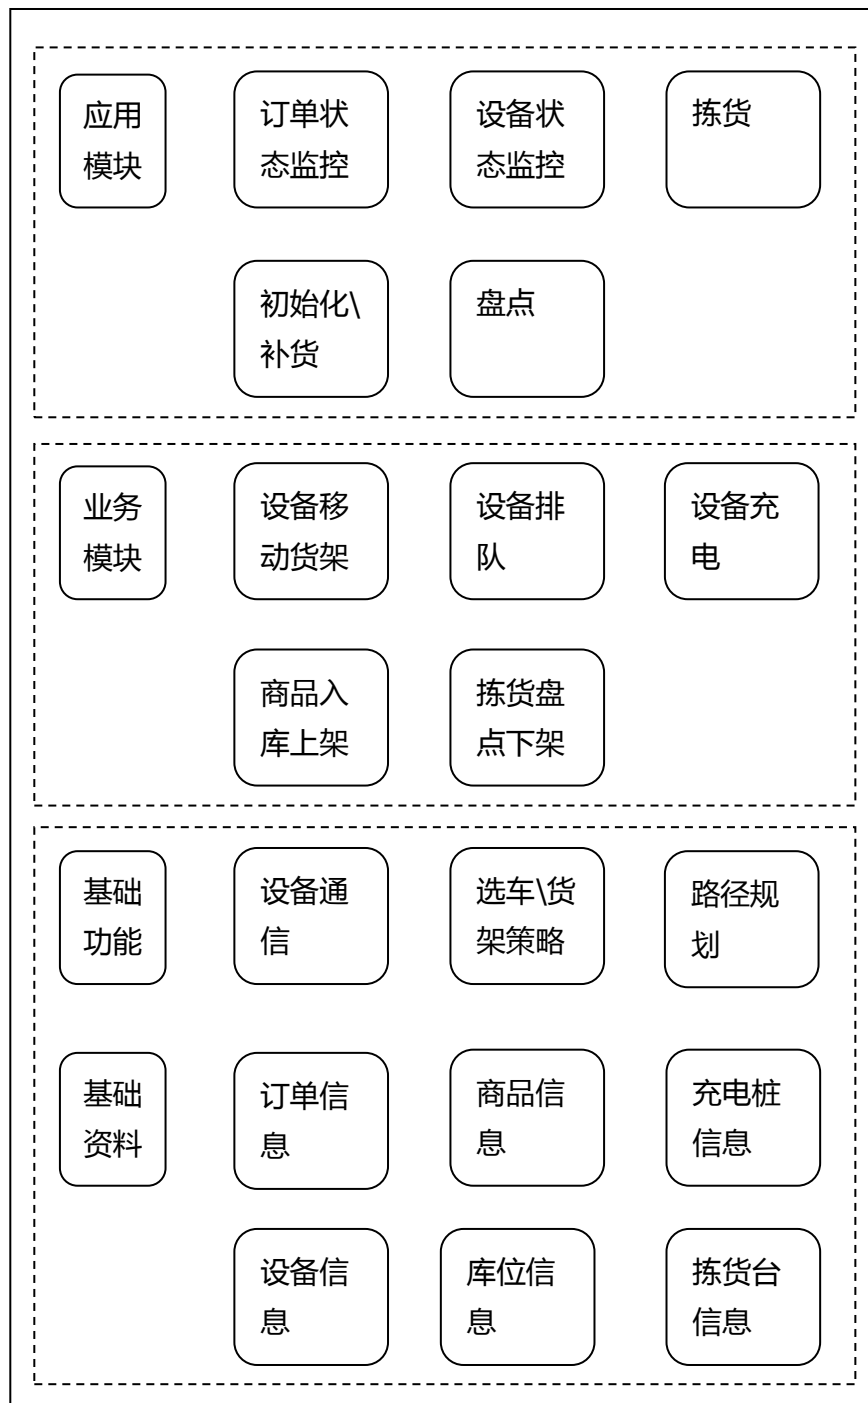 应用
模块
订单状
态监控
设备状
态监控
拣货
初始化\
补货
盘点
业务
模块
设备移
动货架
设备排
队
设备充
电
商品入
库上架
拣货盘
点下架
基础
功能
设备通
信
选车\货
架策略
路径规
划
基础
资料
订单信
息
商品信
息
充电桩
信息
设备信
息
库位信
息
拣货台
信息